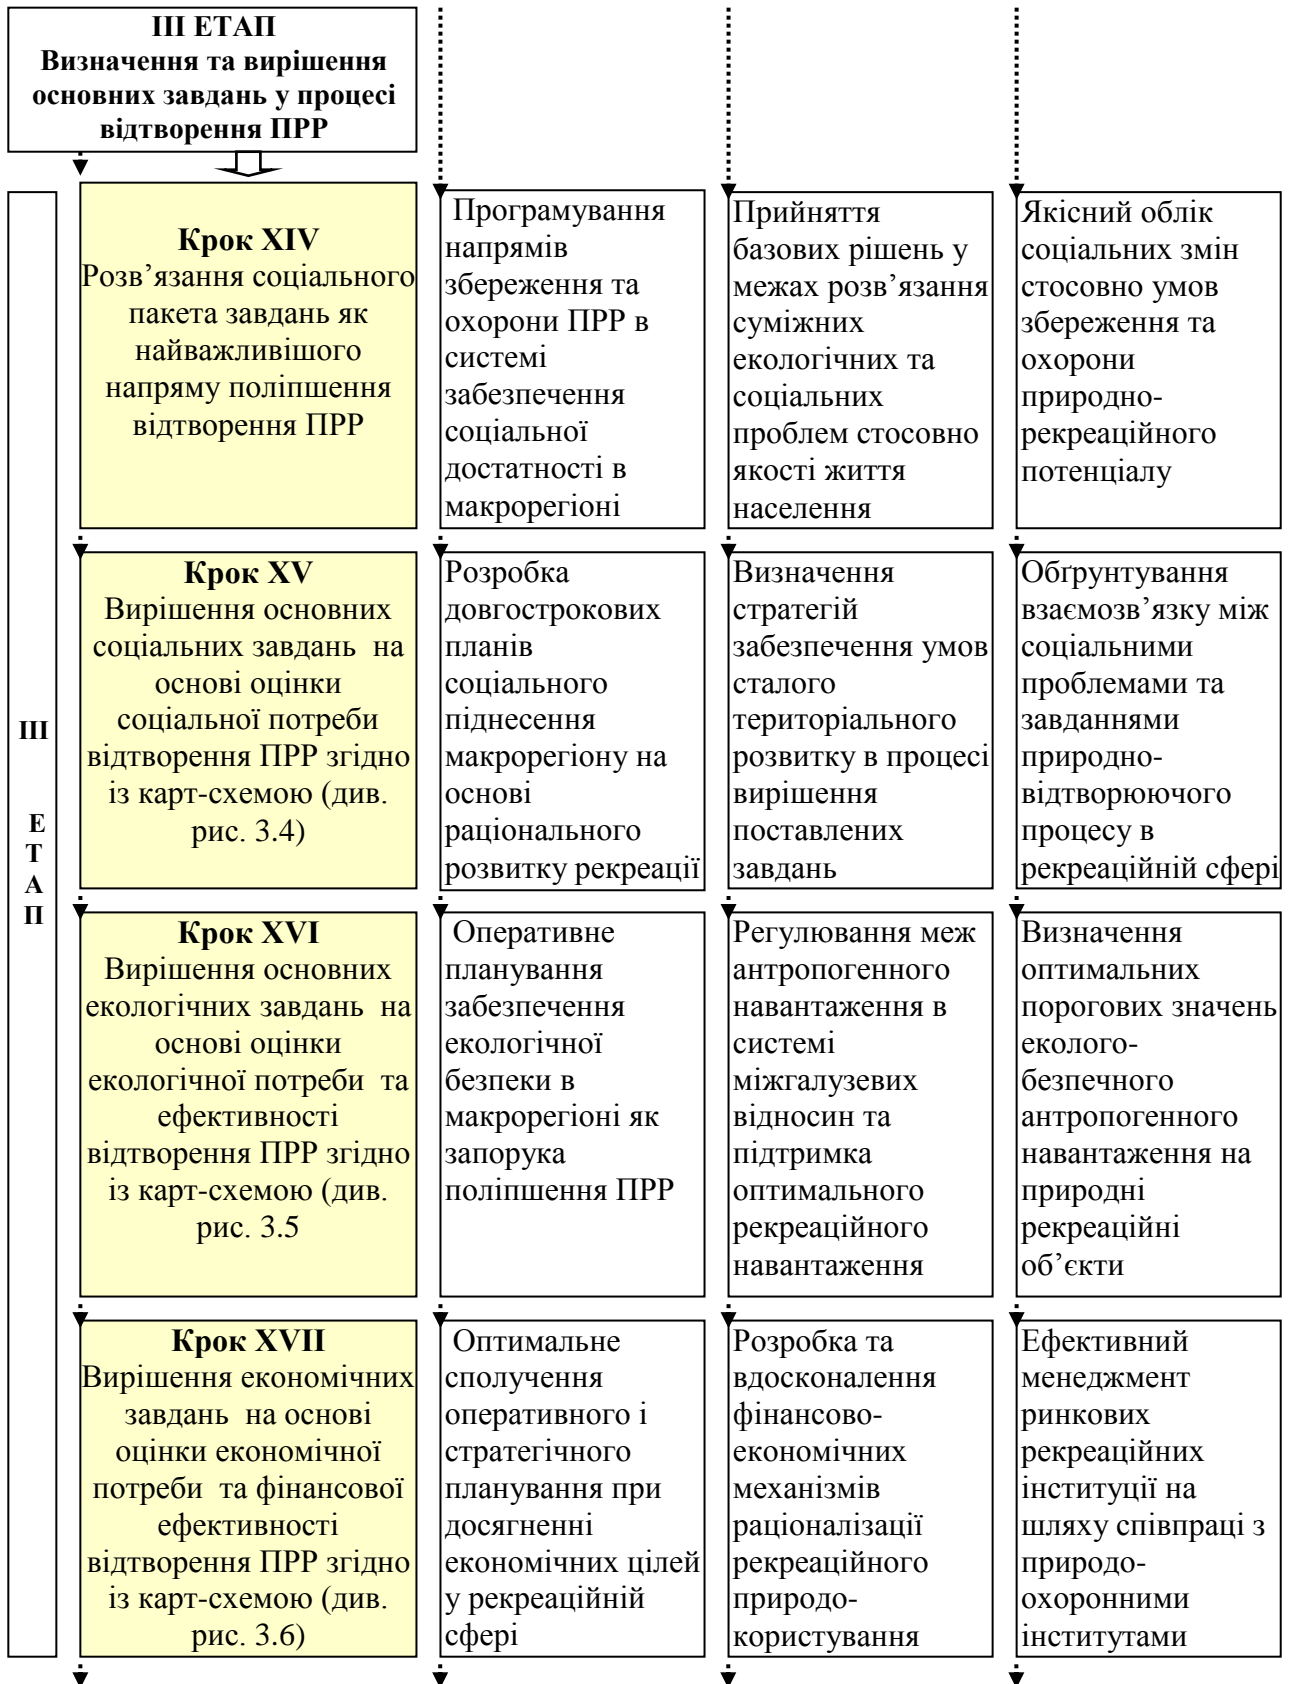 ІІІ ЕТАП
Визначення та вирішення
основних завдань у процесі
відтворення ПРР
ІІІ
Е
Т
А
П
Крок XIV
Розв’язання соціального
пакета завдань як
найважливішого
напряму поліпшення
відтворення ПРР
Програмування
напрямів
збереження та
охорони ПРР в
системі
забезпечення
соціальної
достатності в
макрорегіоні
Прийняття
базових рішень у
межах розв’язання
суміжних
екологічних та
соціальних
проблем стосовно
якості життя
населення
Якісний облік
соціальних змін
стосовно умов
збереження та
охорони
природно-
рекреаційного
потенціалу
Крок XV
Вирішення основних
соціальних завдань на
основі оцінки
соціальної потреби
відтворення ПРР згідно
із карт-схемою (див.
рис. 3.4)
Розробка
довгострокових
планів
соціального
піднесення
макрорегіону на
основі
раціонального
розвитку рекреації
Визначення
стратегій
забезпечення умов
сталого
територіального
розвитку в процесі
вирішення
поставлених
завдань
Обґрунтування
взаємозв’язку між
соціальними
проблемами та
завданнями
природно-
відтворюючого
процесу в
рекреаційній сфері
Крок XVI
Вирішення основних
екологічних завдань на
основі оцінки
екологічної потреби та
ефективності
відтворення ПРР згідно
із карт-схемою (див.
рис. 3.5
Оперативне
планування
забезпечення
екологічної
безпеки в
макрорегіоні як
запорука
поліпшення ПРР
Регулювання меж
антропогенного
навантаження в
системі
міжгалузевих
відносин та
підтримка
оптимального
рекреаційного
навантаження
Визначення
оптимальних
порогових значень
еколого-
безпечного
антропогенного
навантаження на
природні
рекреаційні
об’єкти
Крок XVII
Вирішення економічних
завдань на основі
оцінки економічної
потреби та фінансової
ефективності
відтворення ПРР згідно
із карт-схемою (див.
рис. 3.6)
Оптимальне
сполучення
оперативного і
стратегічного
планування при
досягненні
економічних цілей
у рекреаційній
сфері
Розробка та
вдосконалення
фінансово-
економічних
механізмів
раціоналізації
рекреаційного
природо-
користування
Ефективний
менеджмент
ринкових
рекреаційних
інституції на
шляху співпраці з
природо-
охоронними
інститутами